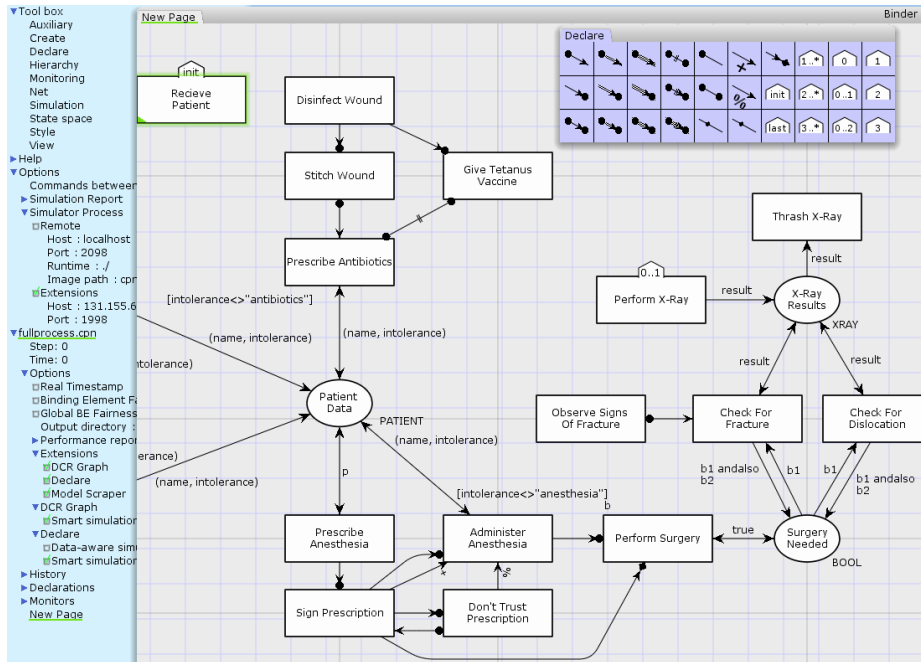 Tool box
Auxiliary
Create
Declare
Hierarchy
Monitoring
Net
Simulation
State space
Style
View
Help
Options
Commands between
Simulation Report
Simulator Process
Remote
Host : localhost
Port : 2098
Runtime : ./
Image path : cpn
Extensions
Host : 131.155.6
Port : 1998
fullprocess.cpn
Step: 0
Time: 0
Options
Real Timestamp
Binding Element Fa
Global BE Fairness
Output directory :
Performance repor
Extensions
DCR Graph
Declare
Model Scraper
DCR Graph
Smart simulation
Declare
Data-aware sim
Smart simulation
History
Declarations
Monitors
New Page
New Page
Binder
Declare
1..*
0
1
init
2..*
0..1
2
last
3..*
0..2
3
%
init
Recieve
Patient
Disinfect Wound
Stitch Wound
Give Tetanus
Vaccine
Prescribe Antibiotics
[intolerance<>"antibiotics"]
(name, intolerance)
(name, intolerance)
ntolerance)
Patient
Data
PATIENT
(name, intolerance)
erance)
(name, intolerance)
p
[intolerance<>"anesthesia"]
b
Prescribe
Anesthesia
Administer
Anesthesia
Perform Surgery
true
Surgery
Needed
BOOL
%
Sign Prescription
Don't Trust
Prescription
Thrash X-Ray
result
0..1
Perform X-Ray
result
X-Ray
Results
XRAY
result
result
Observe Signs
Of Fracture
Check For
Fracture
Check For
Dislocation
b1 andalso
b2
b1
b1
b1 andalso
b2